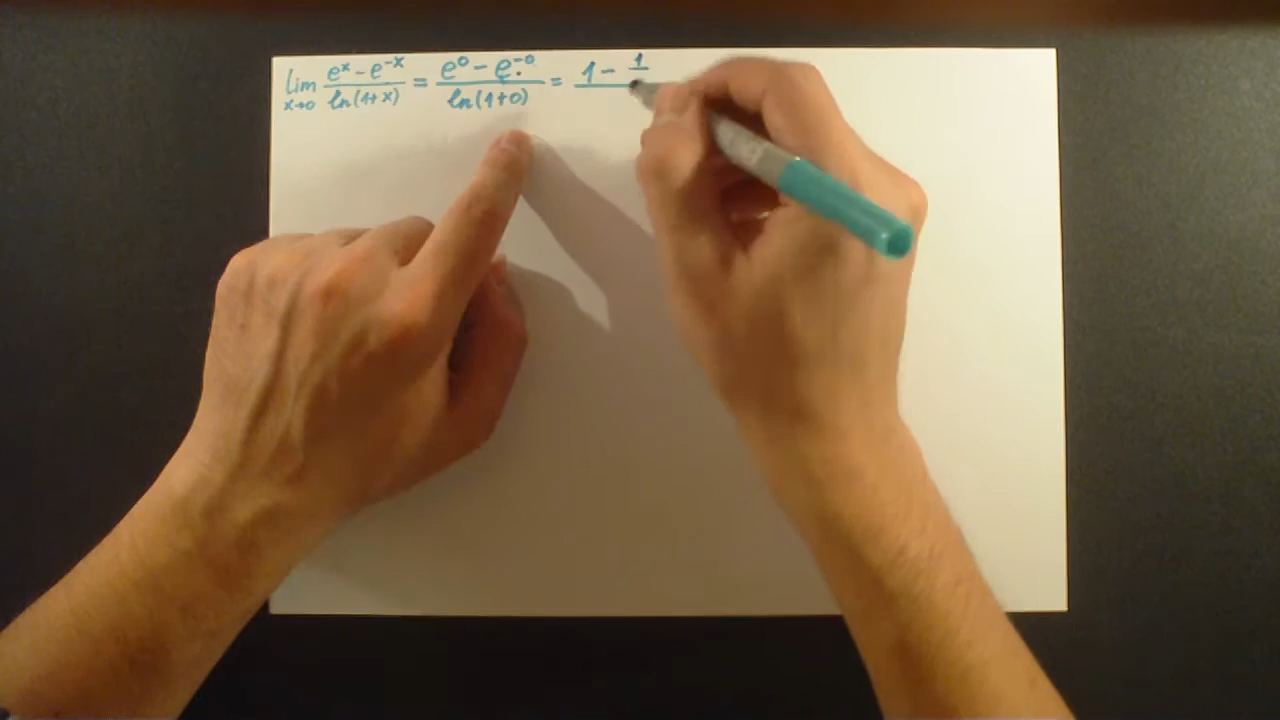 lim x→0 (e^x - e^-x)/(ln(1+x)) = (e^0 - e^-0)/(ln(1+0)) = 1 - 1/